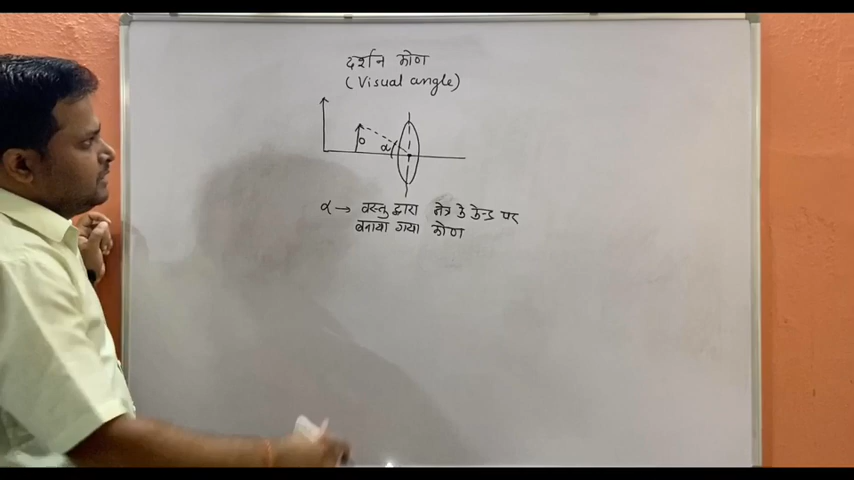 दर्शन कोण
(Visual angle)
O
α
α → वस्तु द्वारा नेत्र के केन्द्र पर
बनाया गया कोण